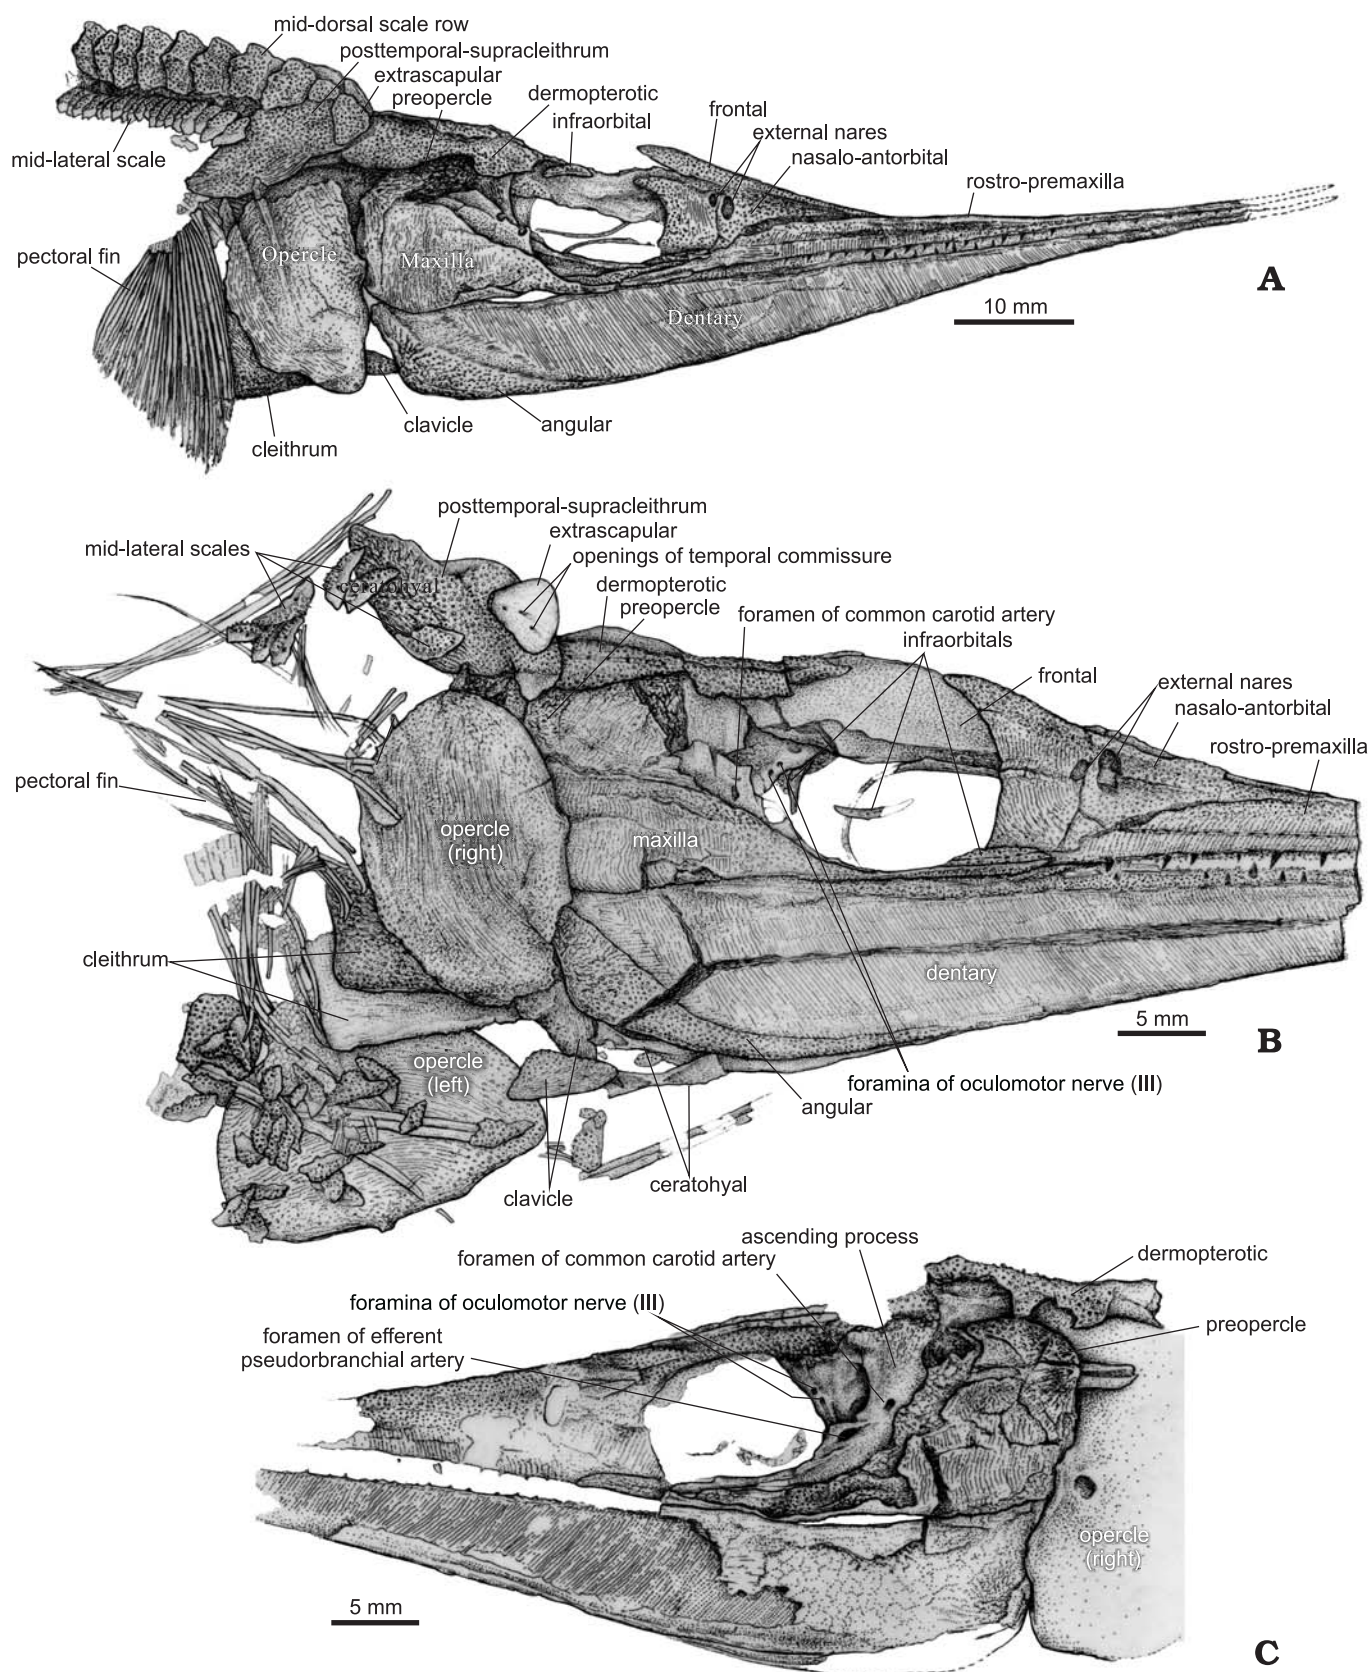 mid-dorsal scale row
posttemporal-supracleithrum
extrascapular
preopercle
dermopterotic
infraorbital
frontal
external nares
nasalo-antorbital
rostro-premaxilla
mid-lateral scale
pectoral fin
Opercle
Maxilla
Dentary
A
10 mm
clavicle
angular
cleithrum
posttemporal-supracleithrum
extrascapular
mid-lateral scales
openings of temporal commissure
ceratohyal
dermopterotic
preopercle
foramen of common carotid artery
infraorbitals
frontal
external nares
nasalo-antorbital
rostro-premaxilla
pectoral fin
opercle
(right)
maxilla
cleithrum
dentary
5 mm
B
opercle
(left)
foramina of oculomotor nerve (III)
angular
clavicle
ceratohyal
ascending process
foramen of common carotid artery
dermopterotic
foramina of oculomotor nerve (III)
preopercle
foramen of efferent
pseudorbranchial artery
opercle
(right)
5 mm
C